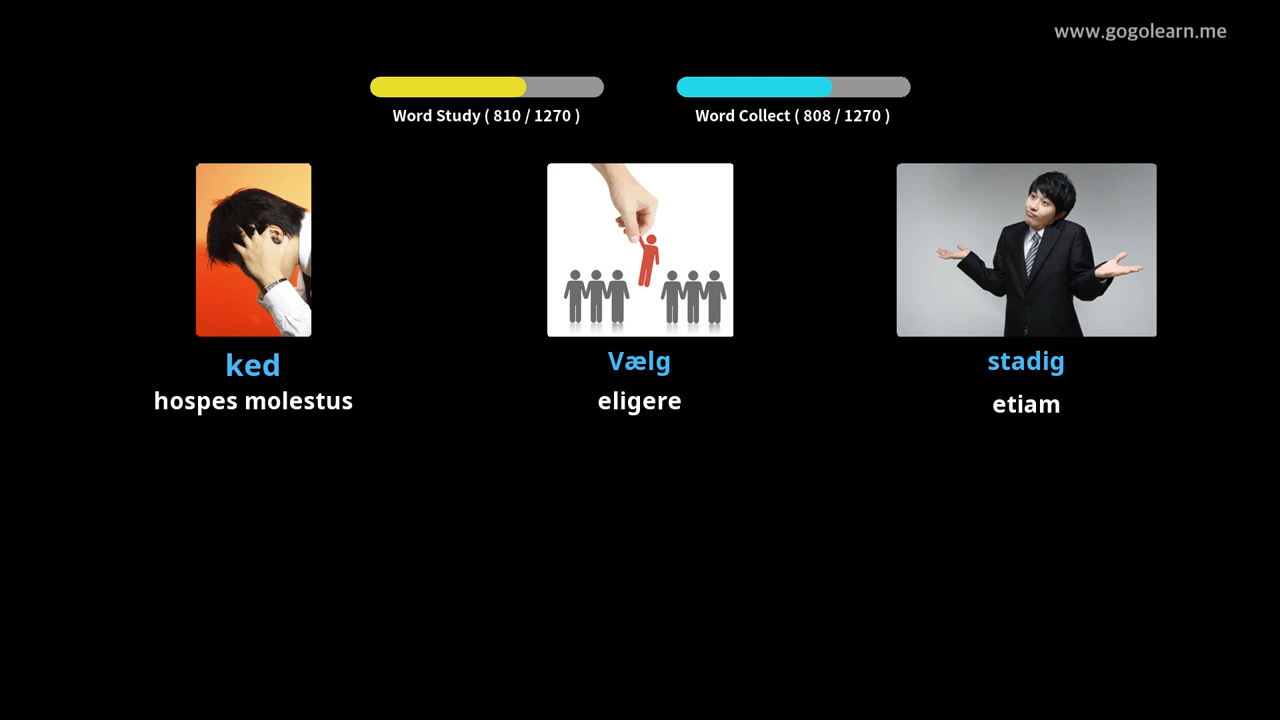 www.gogolearn.me
Word Study ( 810 / 1270 )
Word Collect ( 808 / 1270 )
ked
hospes molestus
Vælg
eligere
stadig
etiam